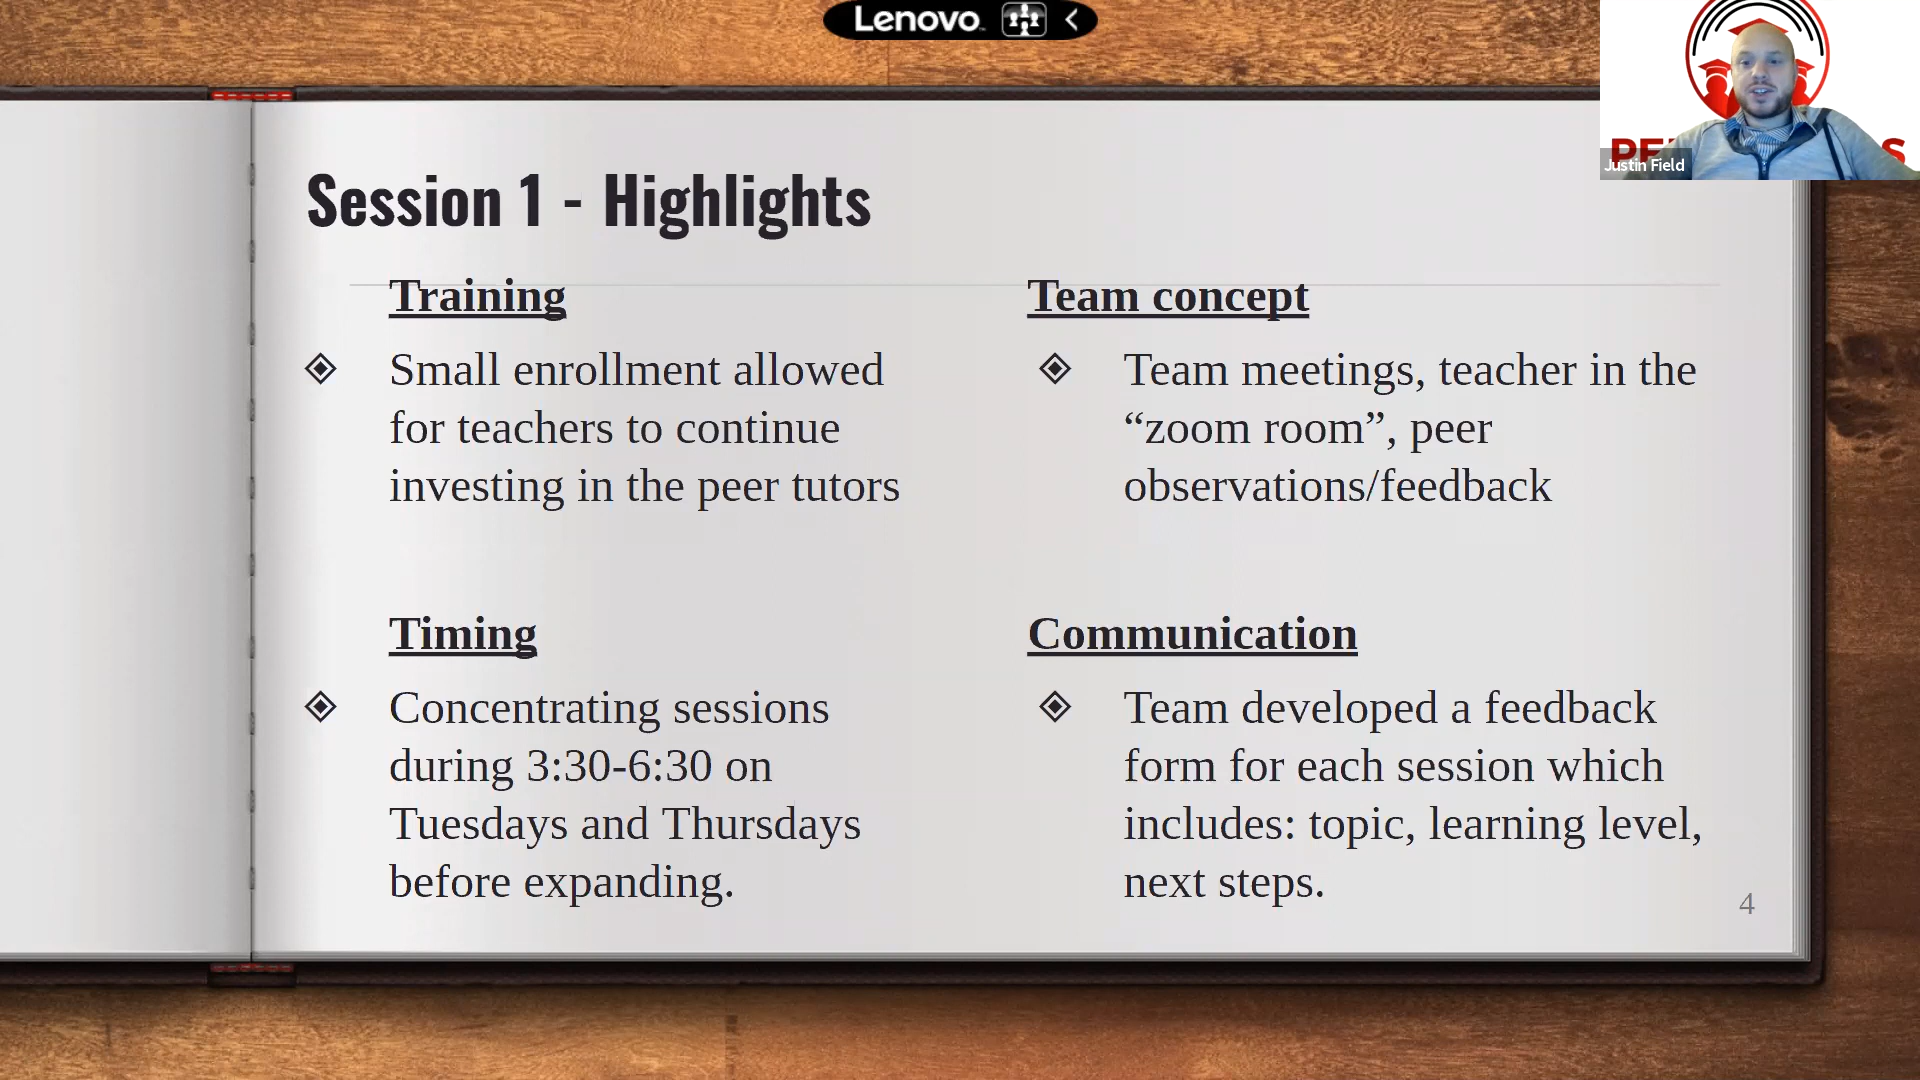 Lenovo
Justin Field
Session 1 - Highlights
Training
Small enrollment allowed
for teachers to continue
investing in the peer tutors
Timing
Concentrating sessions
during 3:30-6:30 on
Tuesdays and Thursdays
before expanding.
Team concept
Team meetings, teacher in the
“zoom room”, peer
observations/feedback
Communication
Team developed a feedback
form for each session which
includes: topic, learning level,
next steps.
4